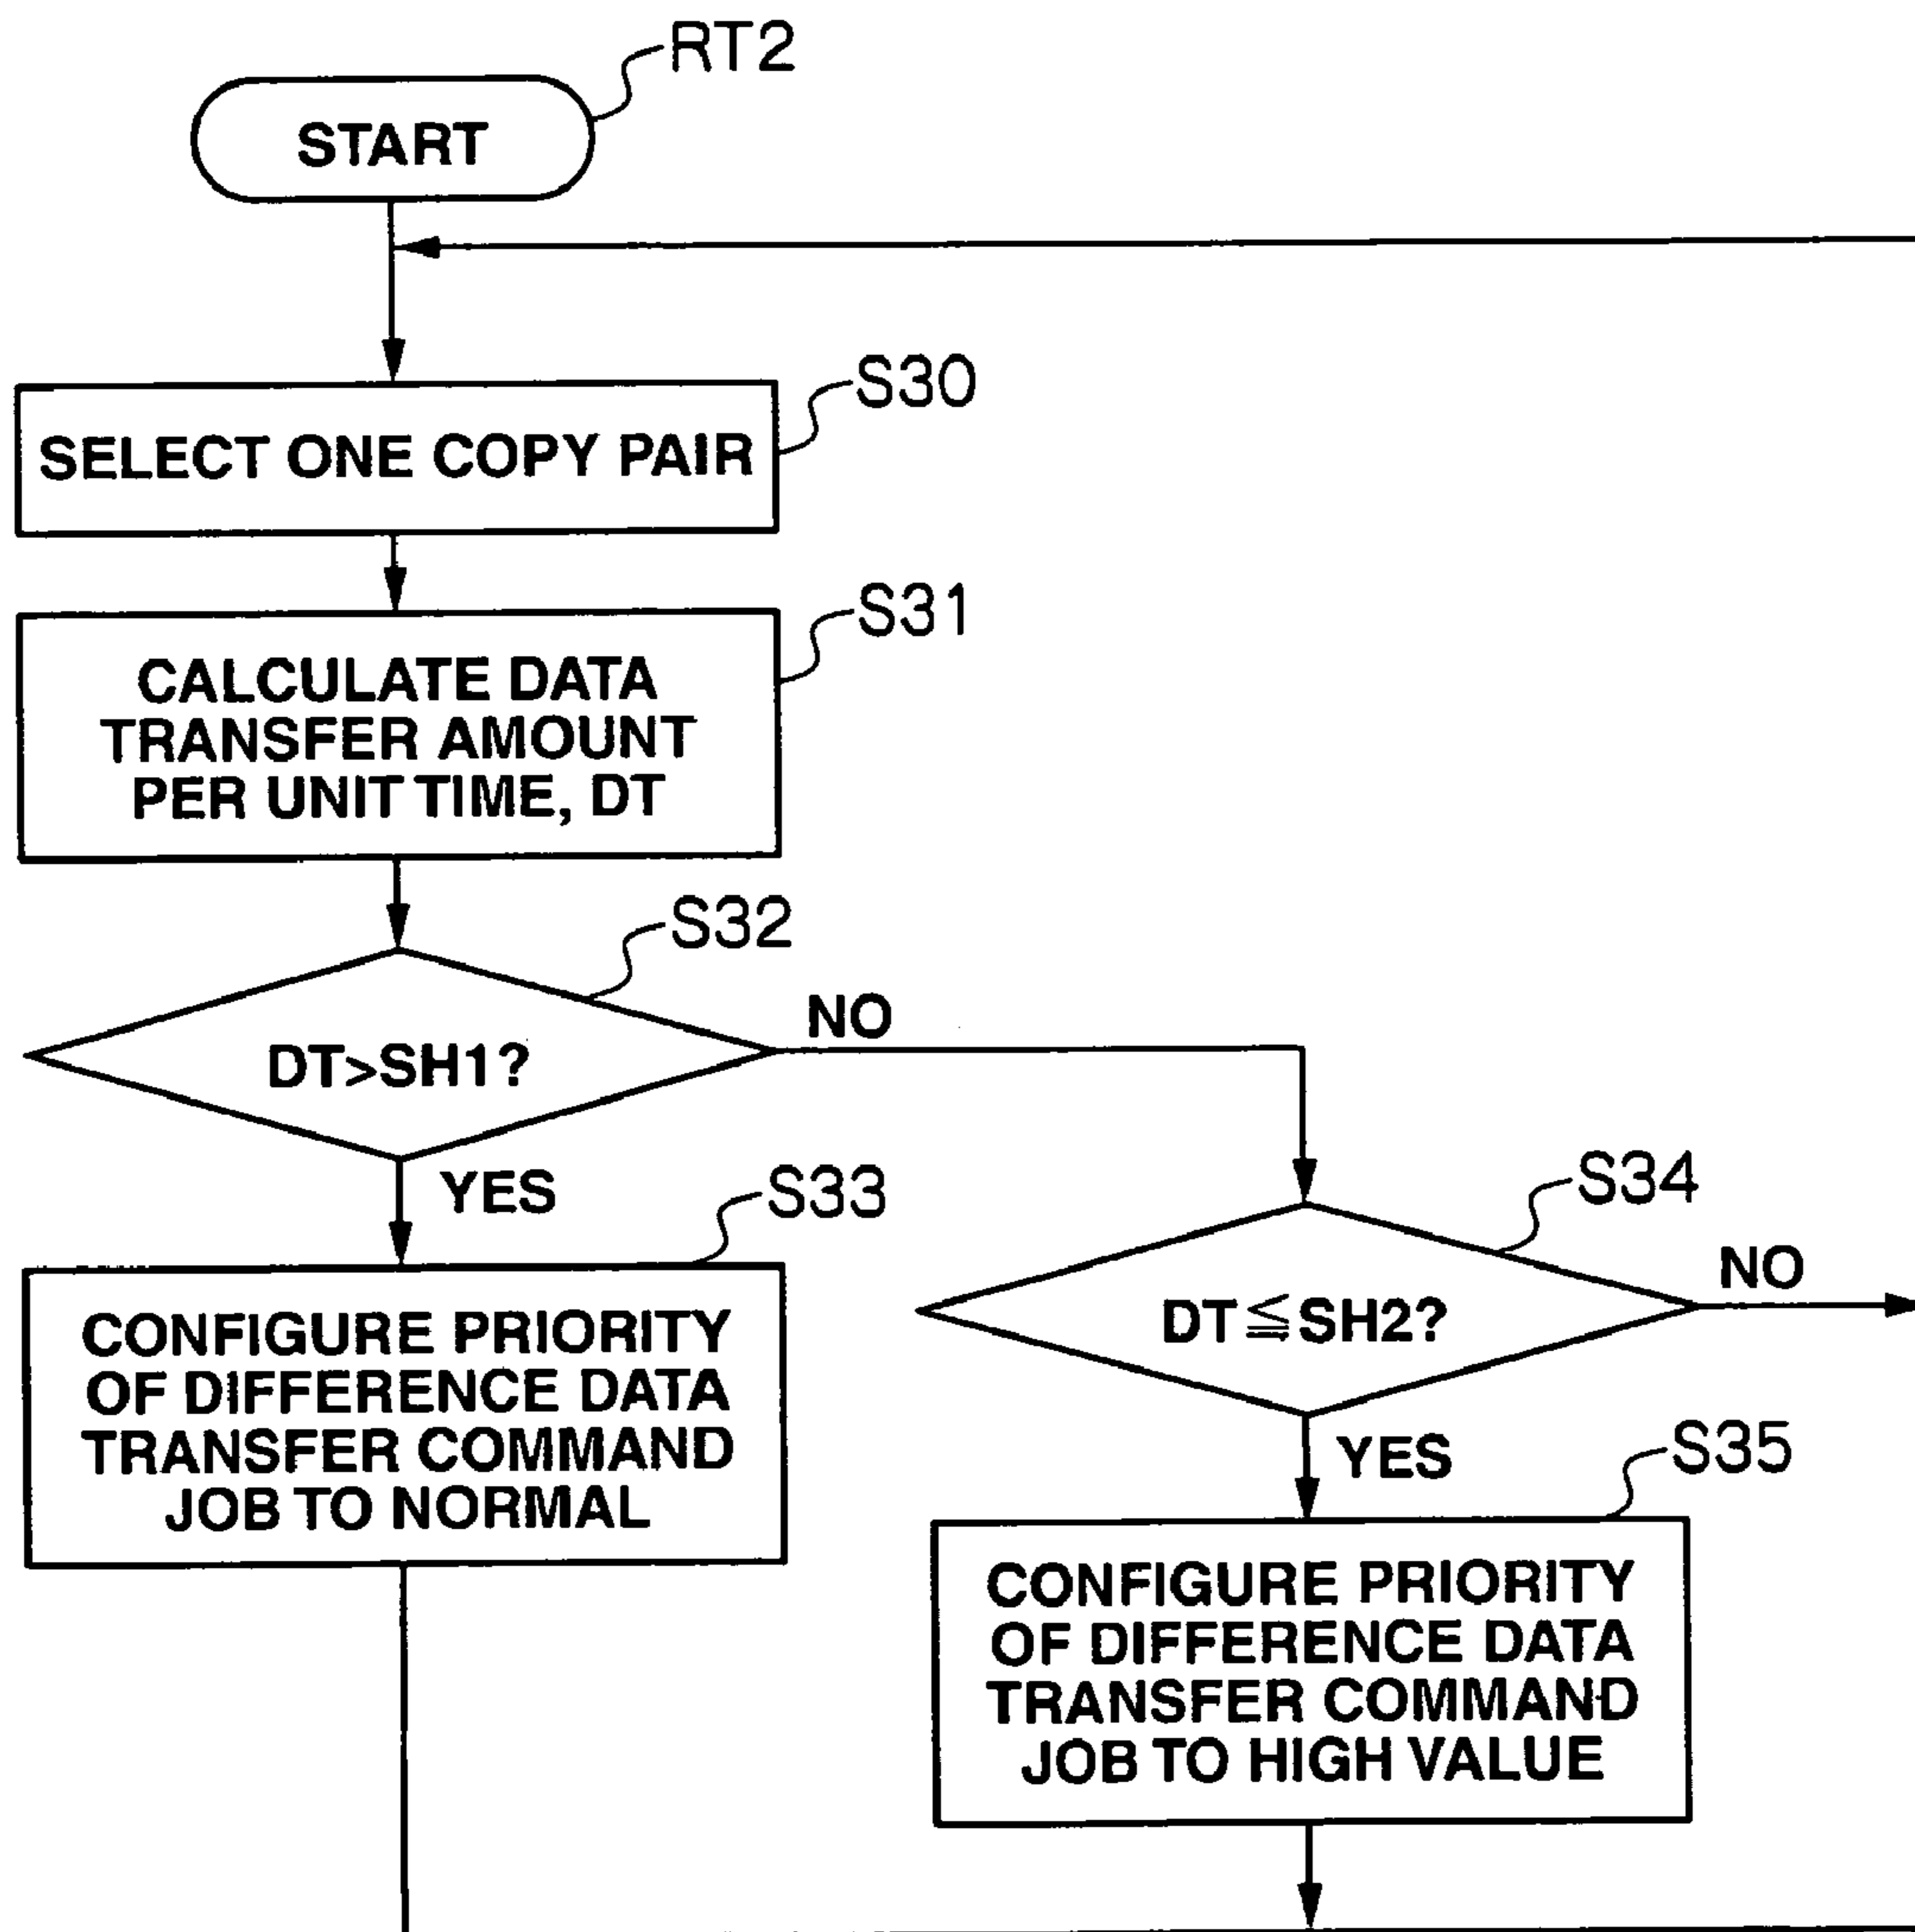 RT2
START
S30
SELECT ONE COPY PAIR
S31
CALCULATE DATA
TRANSFER AMOUNT
PER UNIT TIME, DT
S32
DT>SH1?
NO
YES
S33
CONFIGURE PRIORITY
OF DIFFERENCE DATA
TRANSFER COMMAND
JOB TO NORMAL
S34
DT≦SH2?
NO
YES
S35
CONFIGURE PRIORITY
OF DIFFERENCE DATA
TRANSFER COMMAND
JOB TO HIGH VALUE